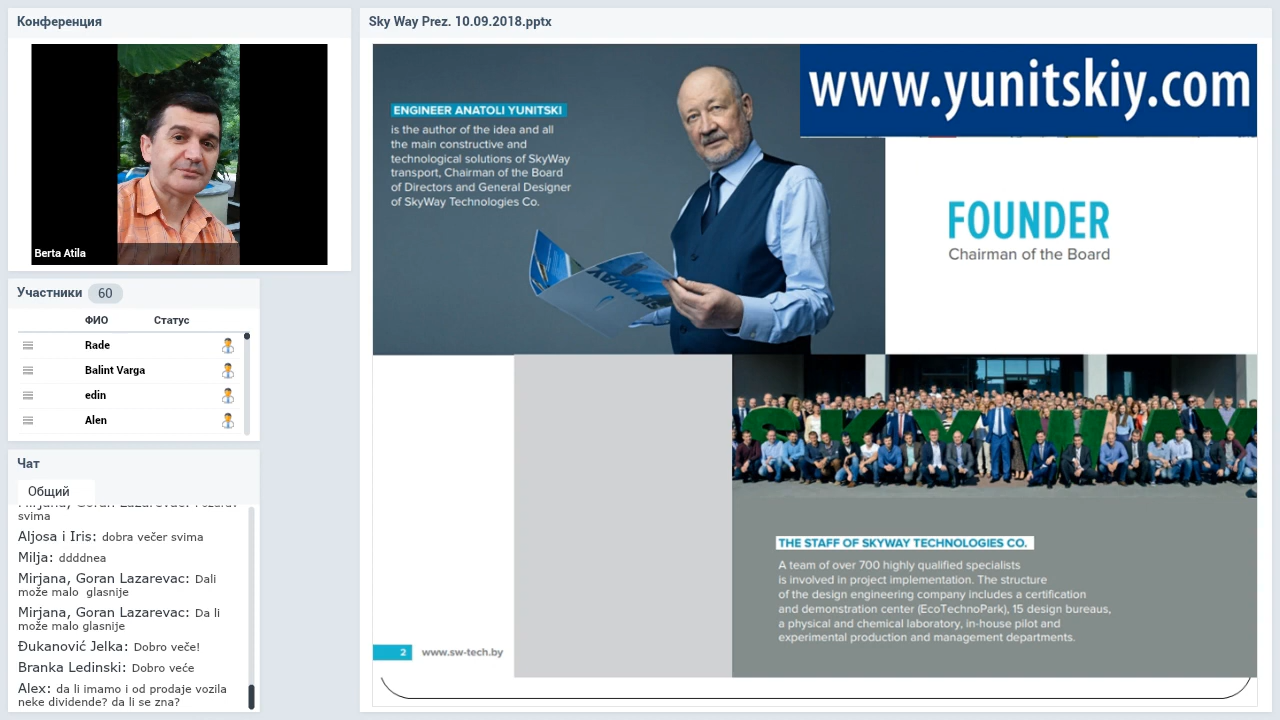 Конференция
Berta Atila
Участники 60
ФИО Статус
Rade
Balint Varga
edin
Alen
Чат
Общий
Mirjana, Goran Lazarevac:
svima
Aljosa i Iris: dobra večer svima
Milja: ddddnea
Mirjana, Goran Lazarevac: Dali
može malo glasnije
Mirjana, Goran Lazarevac: Da li
može malo glasnije
Đukanović Jelka: Dobro veče!
Branka Ledinski: Dobro veće
Alex: da li imamo i od prodaje vozila
neke dividende? da li se zna?
Sky Way Prez. 10.09.2018.pptx
ENGINEER ANATOLI YUNITSKI
is the author of the idea and all
the main constructive and
technological solutions of SkyWay
transport, Chairman of the Board
of Directors and General Designer
of SkyWay Technologies Co.
SKYWAY
www.yunitskiy.com
FOUNDER
Chairman of the Board
SKYWAY
THE STAFF OF SKYWAY TECHNOLOGIES CO.
A team of over 700 highly qualified specialists
is involved in project implementation. The structure
of the design engineering company includes a certification
and demonstration center (EcoTechnoPark), 15 design bureaus,
a physical and chemical laboratory, in-house pilot and
experimental production and management departments.
2 www.sw-tech.by